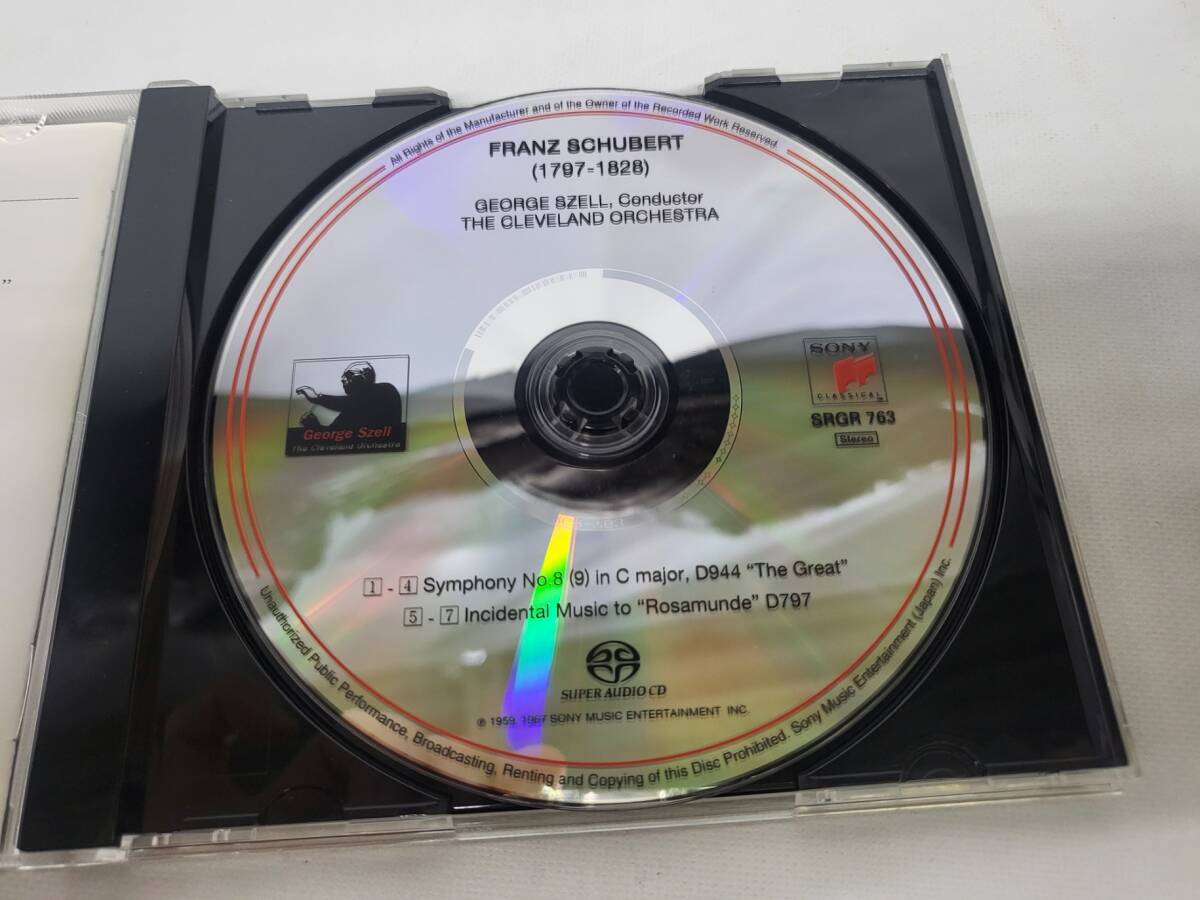 All Rights of the Manufacturer and of the Owner of the Recorded Work Reserved.
FRANZ SCHUBERT
(1797-1828)
GEORGE SZELL, Conductor
THE CLEVELAND ORCHESTRA
George Szell
The Cleveland Orchestra
SONY
CLASSICAL
SRGR 763
Stereo
1 - 4 Symphony No.8 (9) in C major, D944 “The Great”
5 - 7 Incidental Music to “Rosamunde” D797
SUPER AUDIO CD
℗ 1959, 1967 SONY MUSIC ENTERTAINMENT INC.
Unauthorized Public Performance, Broadcasting, Renting and Copying of this Disc Prohibited. Sony Music Entertainment (Japan) Inc.
”